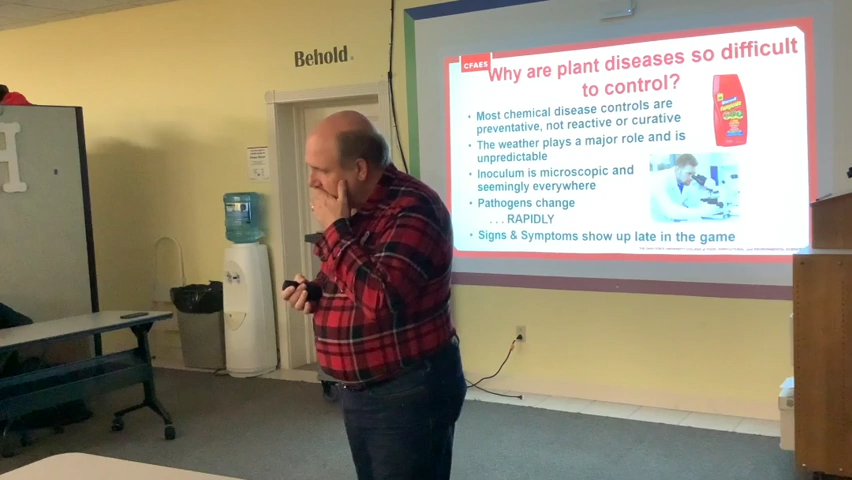 Behold.
CFAES
Why are plant diseases so difficult
to control?
• Most chemical disease controls are
preventative, not reactive or curative
• The weather plays a major role and is
unpredictable
• Inoculum is microscopic and
seemingly everywhere
• Pathogens change
. . . RAPIDLY
• Signs & Symptoms show up late in the game